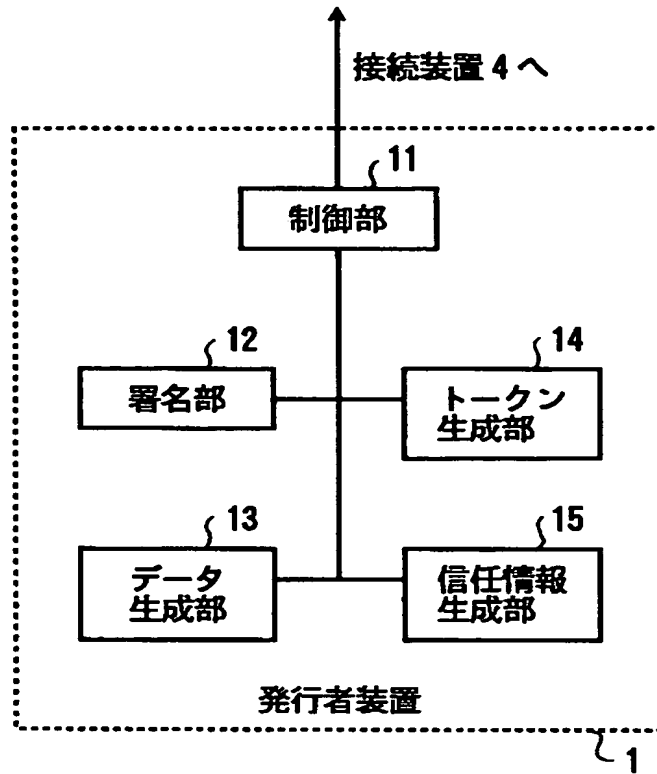 接続装置4へ
11
制御部
12
署名部
14
トークン
生成部
13
データ
生成部
15
信任情報
生成部
発行者装置
1